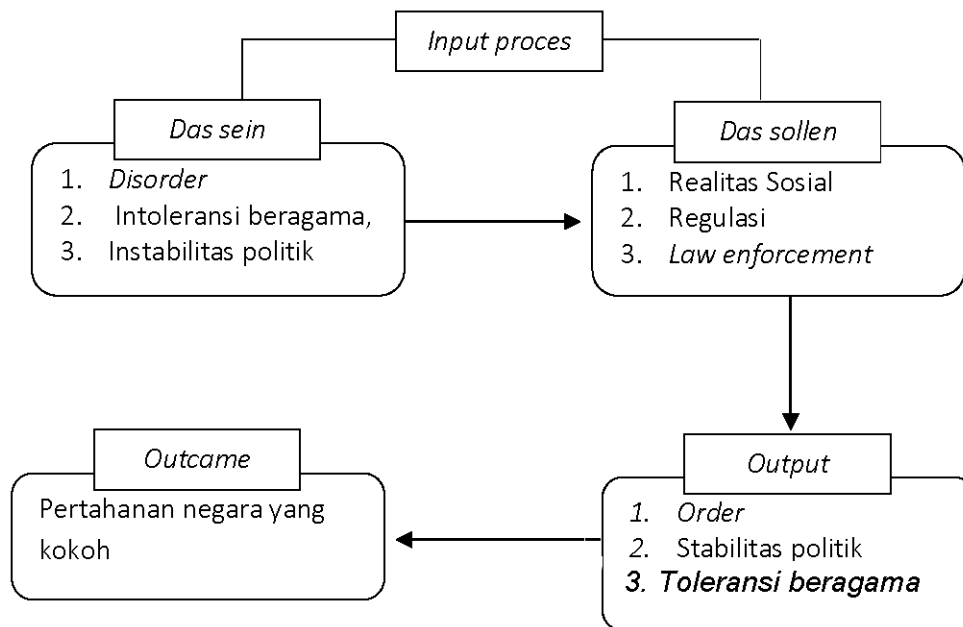 Input proces
Das sein
1. Disorder
2. Intoleransi beragama,
3. Instabilitas politik
Das sollen
1. Realitas Sosial
2. Regulasi
3. Law enforcement
Output
1. Order
2. Stabilitas politik
3. Toleransi beragama
Outcame
Pertahanan negara yang
kokoh